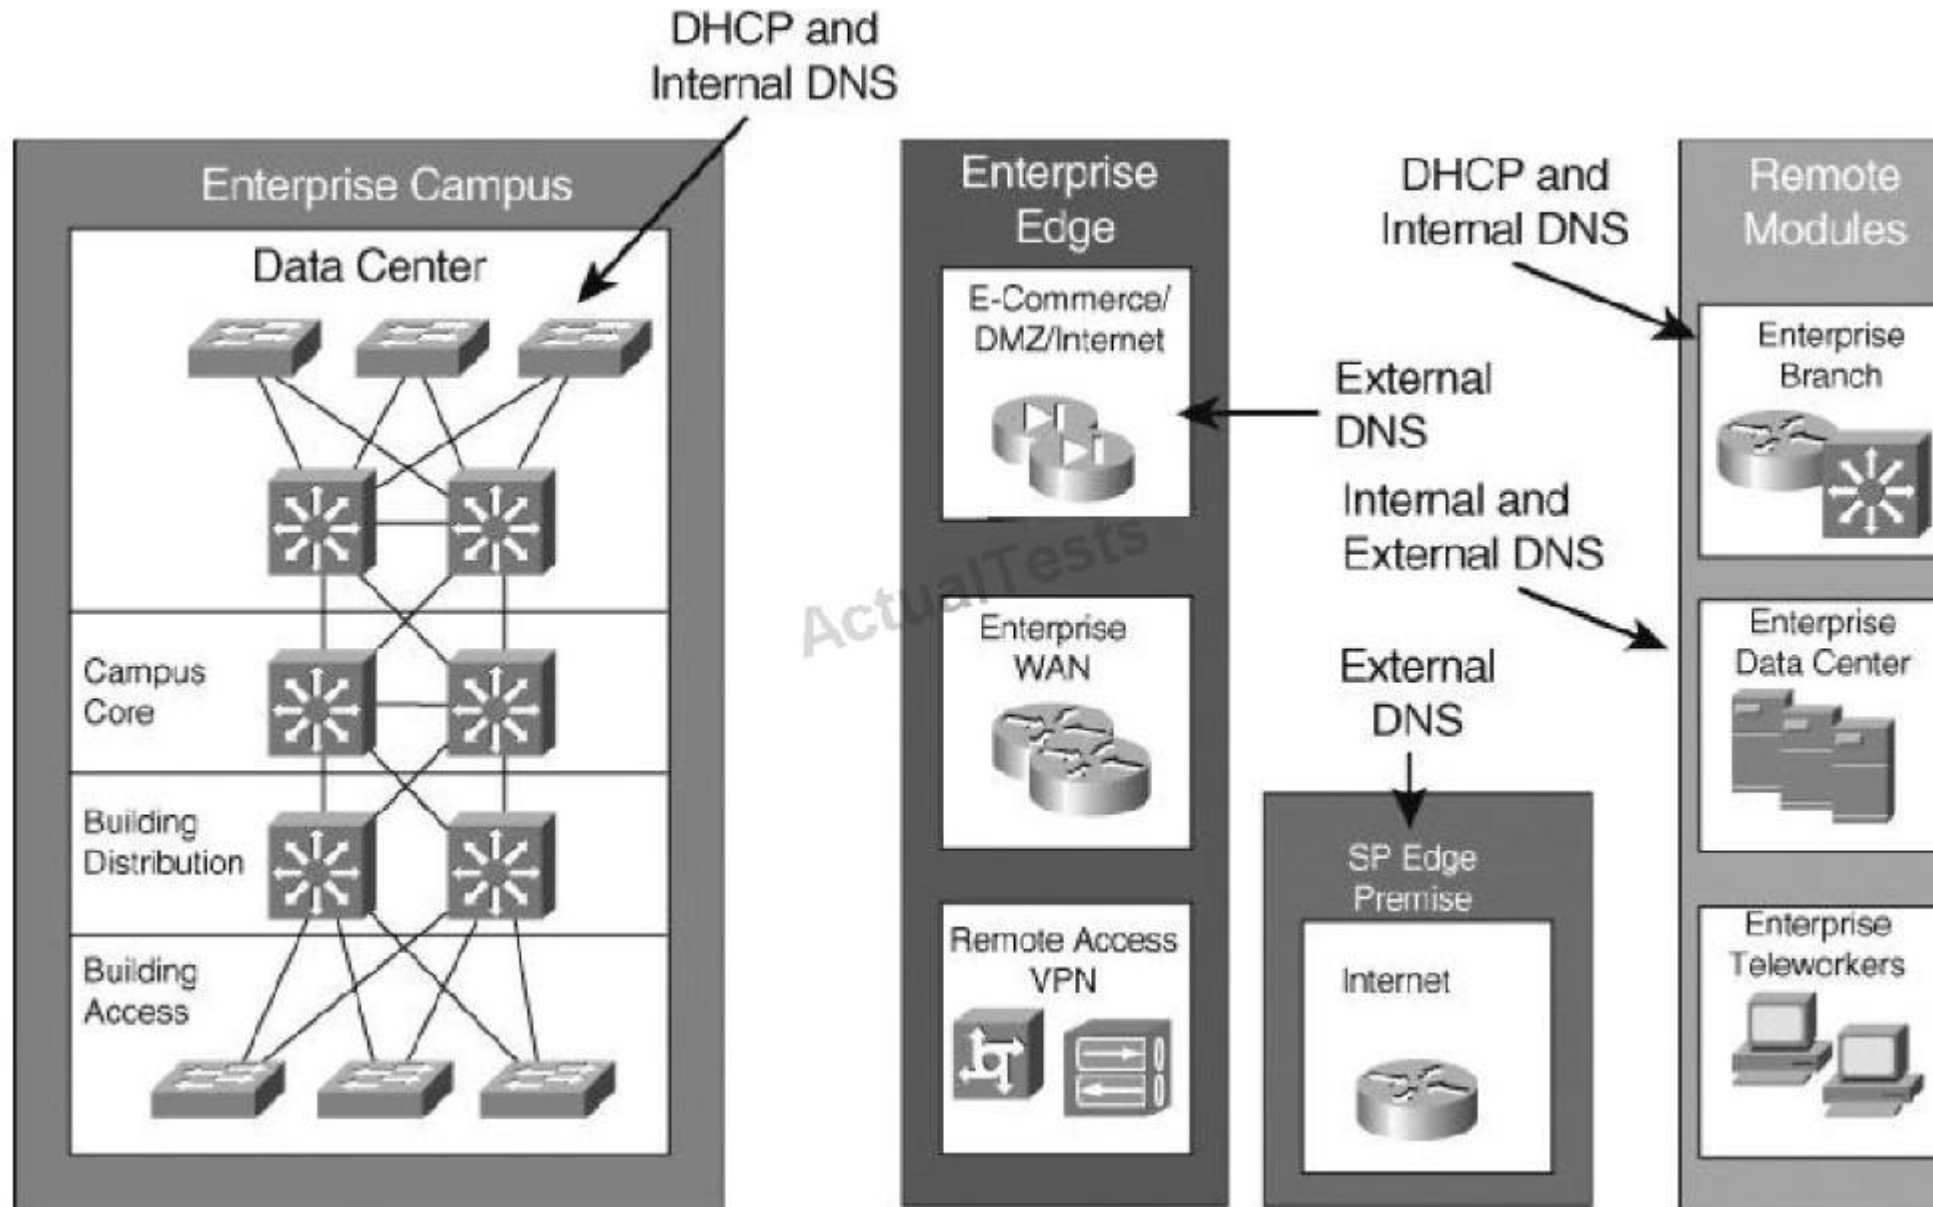 DHCP and
Internal DNS
Enterprise Campus
Data Center
Campus
Core
Building
Distribution
Building
Access
Enterprise
Edge
E-Commerce/
DMZ/Internet
Enterprise
WAN
Remote Access
VPN
ActualTests
External
DNS
Internal and
External DNS
External
DNS
SP Edge
Premise
Internet
DHCP and
Internal DNS
Remote
Modules
Enterprise
Branch
Enterprise
Data Center
Enterprise
Teleworkers